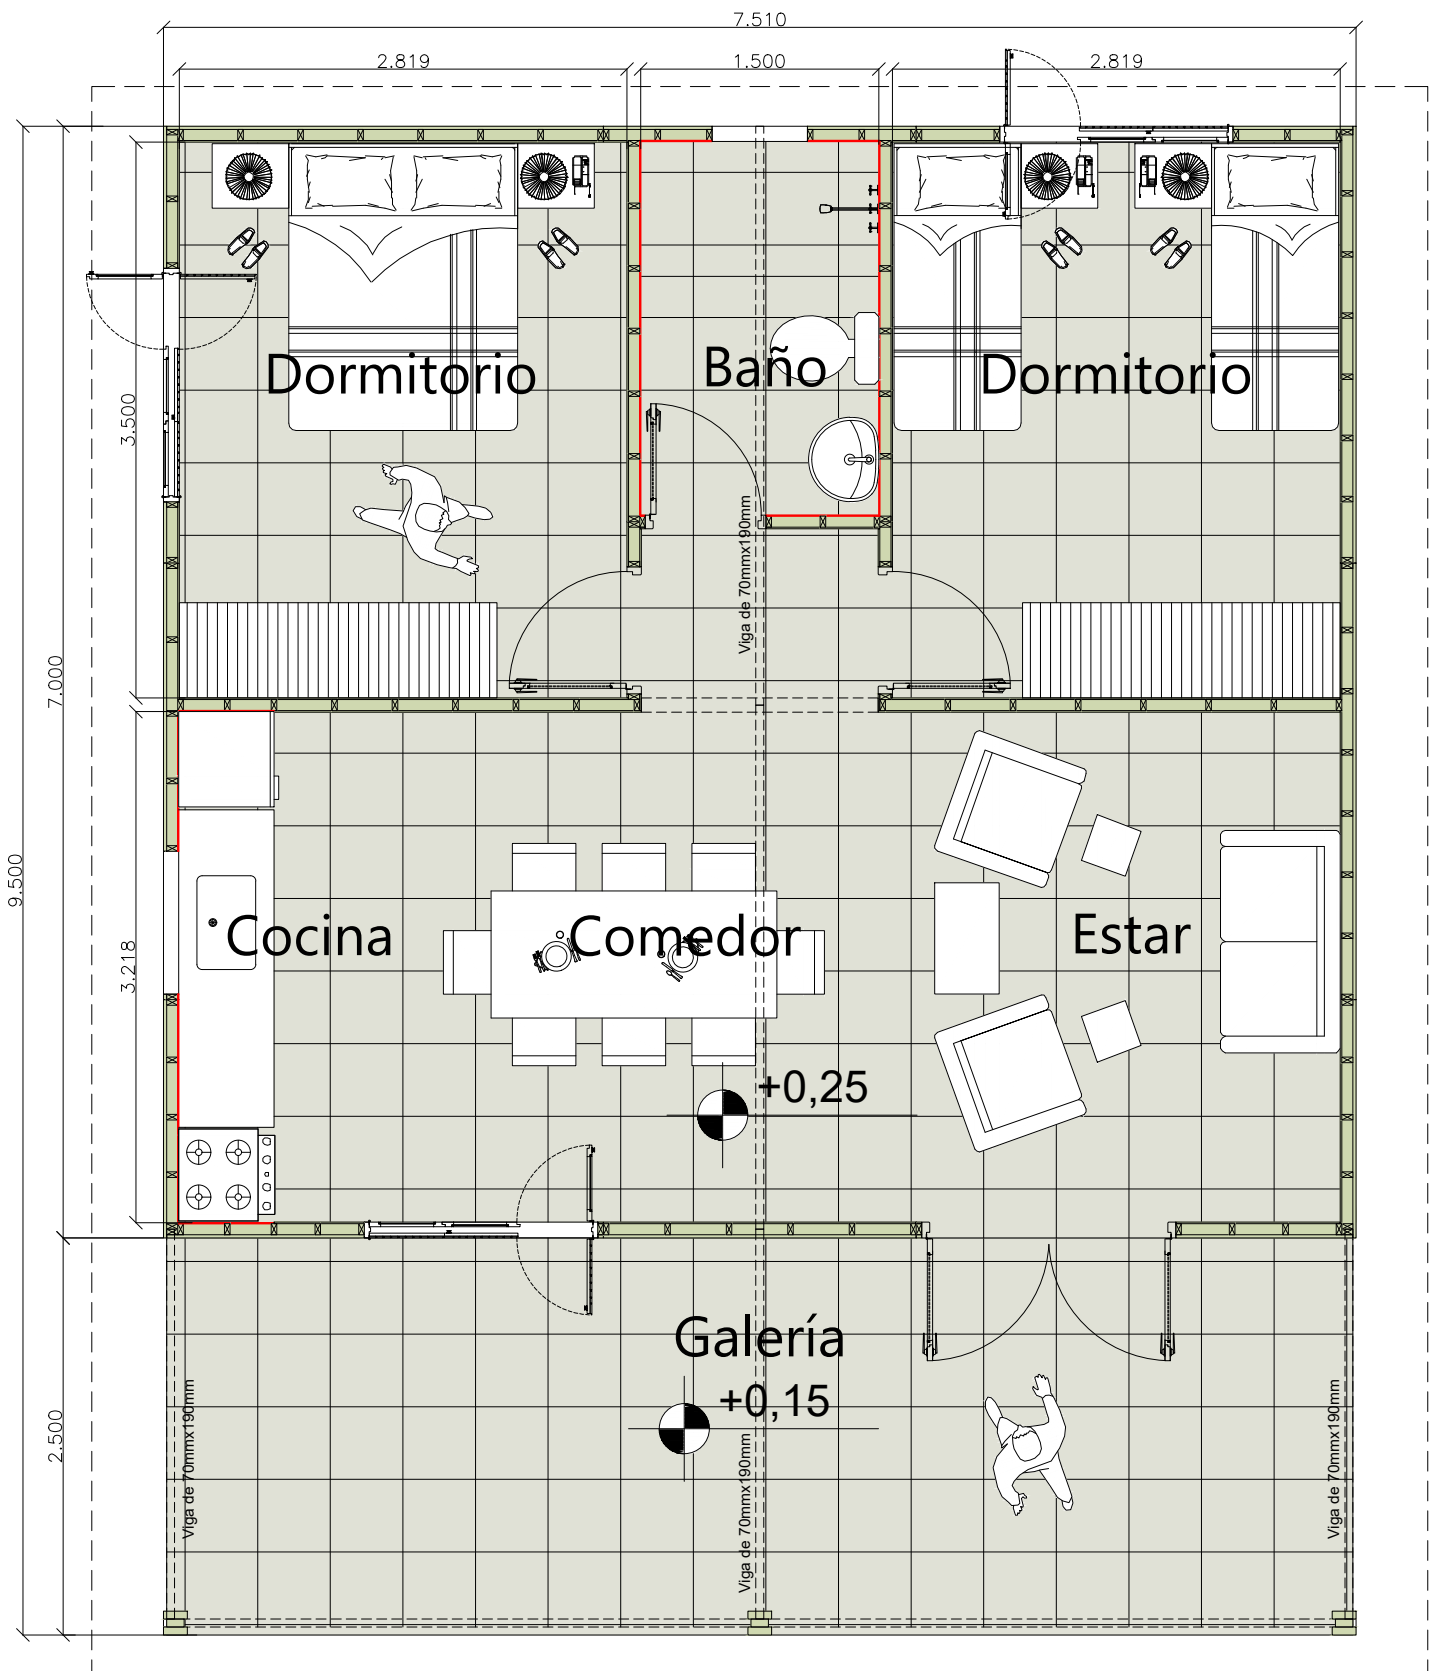 7.510
2.819
1.500
2.819
Dormitorio
Baño
Dormitorio
3.500
Viga de 70mmx190mm
7.000
9.500
3.218
Cocina
Comedor
Estar
+0,25
Galería
+0,15
2.500
Viga de 70mmx190mm
Viga de 70mmx190mm
Viga de 70mmx190mm